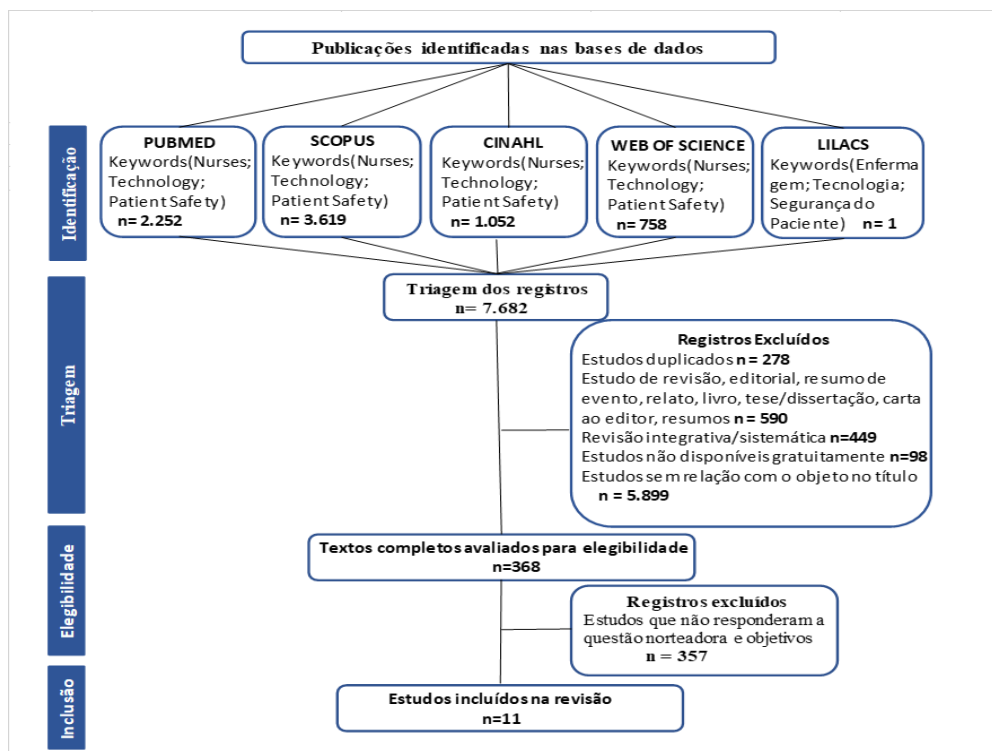 Publicações identificadas nas bases de dados
Identificação
PUBMED
Keywords(Nurses;
Technology;
Patient Safety)
n= 2.252
SCOPUS
Keywords(Nurses;
Technology;
Patient Safety)
n= 3.619
CINAHL
Keywords(Nurses;
Technology;
Patient Safety)
n= 1.052
WEB OF SCIENCE
Keywords(Nurses;
Technology;
Patient Safety)
n= 758
LILACS
Keywords(Enferma
gem; Tecnologia;
Segurança do
Paciente) n= 1
Triagem
Triagem dos registros
n= 7.682
Registros Excluídos
Estudos duplicados n= 278
Estudo de revisão, editorial, resumo de
evento, relato, livro, tese/dissertação, carta
ao editor, resumos n= 590
Revisão integrativa/sistemática n=449
Estudos não disponíveis gratuitamente n=98
Estudos sem relação com o objeto no título
n = 5.899
Elegibilidade
Textos completos avaliados para elegibilidade
n=368
Registros excluídos
Estudos que não responderam a
questão norteadora e objetivos
n = 357
Inclusão
Estudos incluídos na revisão
n=11